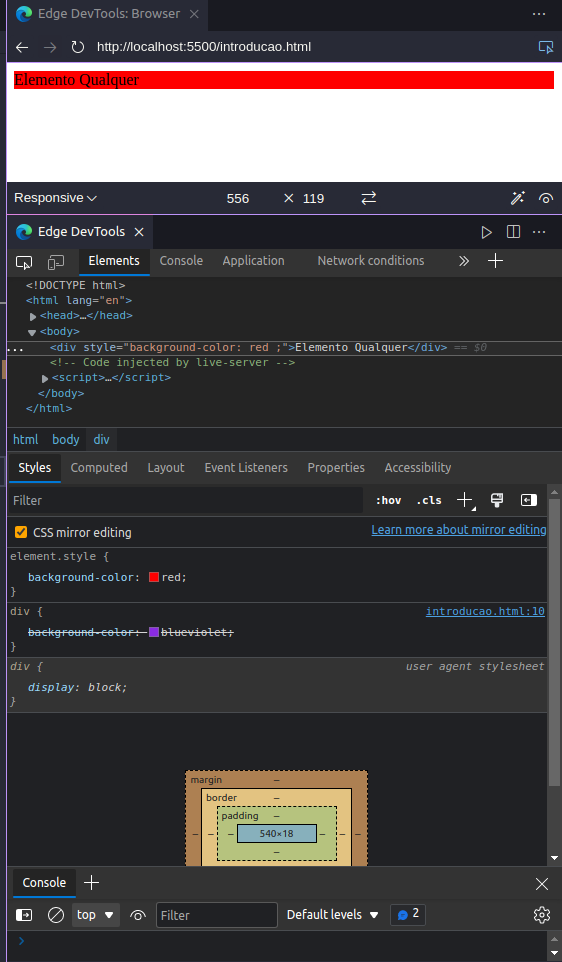 Edge DevTools: Browser
http://localhost:5500/introducao.html
Elemento Qualquer
Responsive 556 × 119
Edge DevTools
Elements Console Application Network conditions
<!DOCTYPE html>
<html lang="en">
<head>…</head>
<body>
... <div style="background-color: red ;">Elemento Qualquer</div> == $0
<!-- Code injected by live-server -->
<script>…</script>
</body>
</html>
html body div
Styles Computed Layout Event Listeners Properties Accessibility
Filter :hov .cls
CSS mirror editing Learn more about mirror editing
element.style {
background-color: red;
}
div { introducao.html:10
background-color: blueviolet;
}
div { user agent stylesheet
display: block;
}
margin –
border –
padding –
– – – 540×18 – – –
–
Console
top Filter Default levels 2